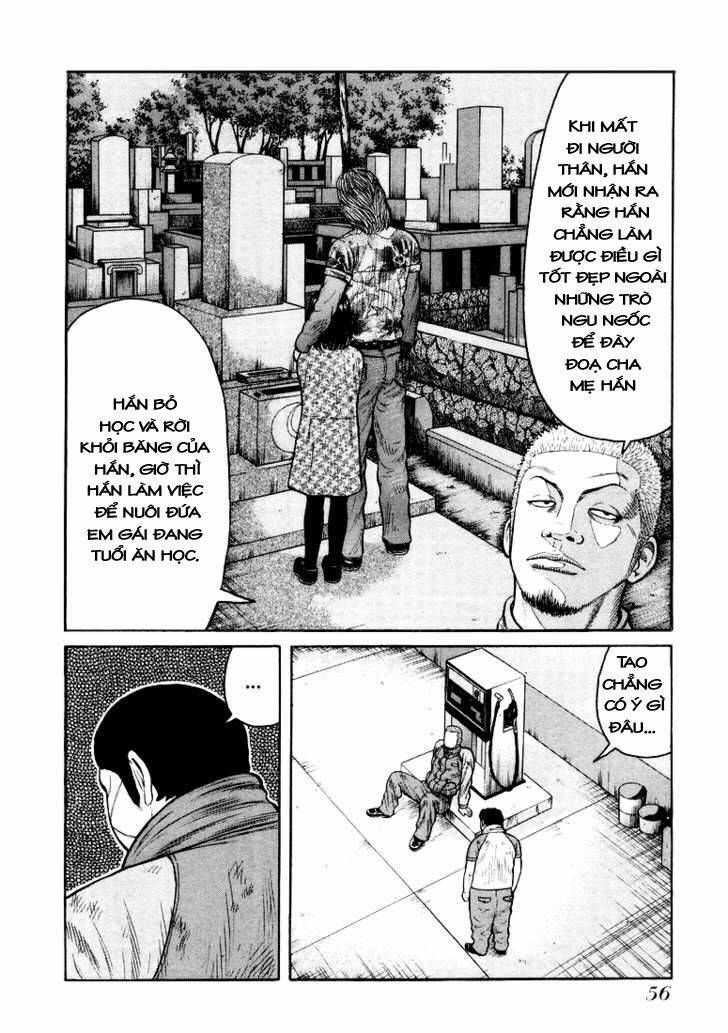 KHI MẤT
ĐI NGƯỜI
THÂN, HẮN
MỚI NHẬN RA
RẰNG HẮN
CHẲNG LÀM
ĐƯỢC ĐIỀU GÌ
TỐT ĐẸP NGOÀI
NHỮNG TRÒ
NGU NGỐC
ĐỂ ĐÀY
ĐOẠ CHA
MẸ HẮN
HẮN BỎ
HỌC VÀ RỜI
KHỎI BĂNG CỦA
HẮN, GIỜ THÌ
HẮN LÀM VIỆC
ĐỂ NUÔI ĐỨA
EM GÁI ĐANG
TUỔI ĂN HỌC.
...
TAO
CHẲNG
CÓ Ý GÌ
ĐÂU...
56